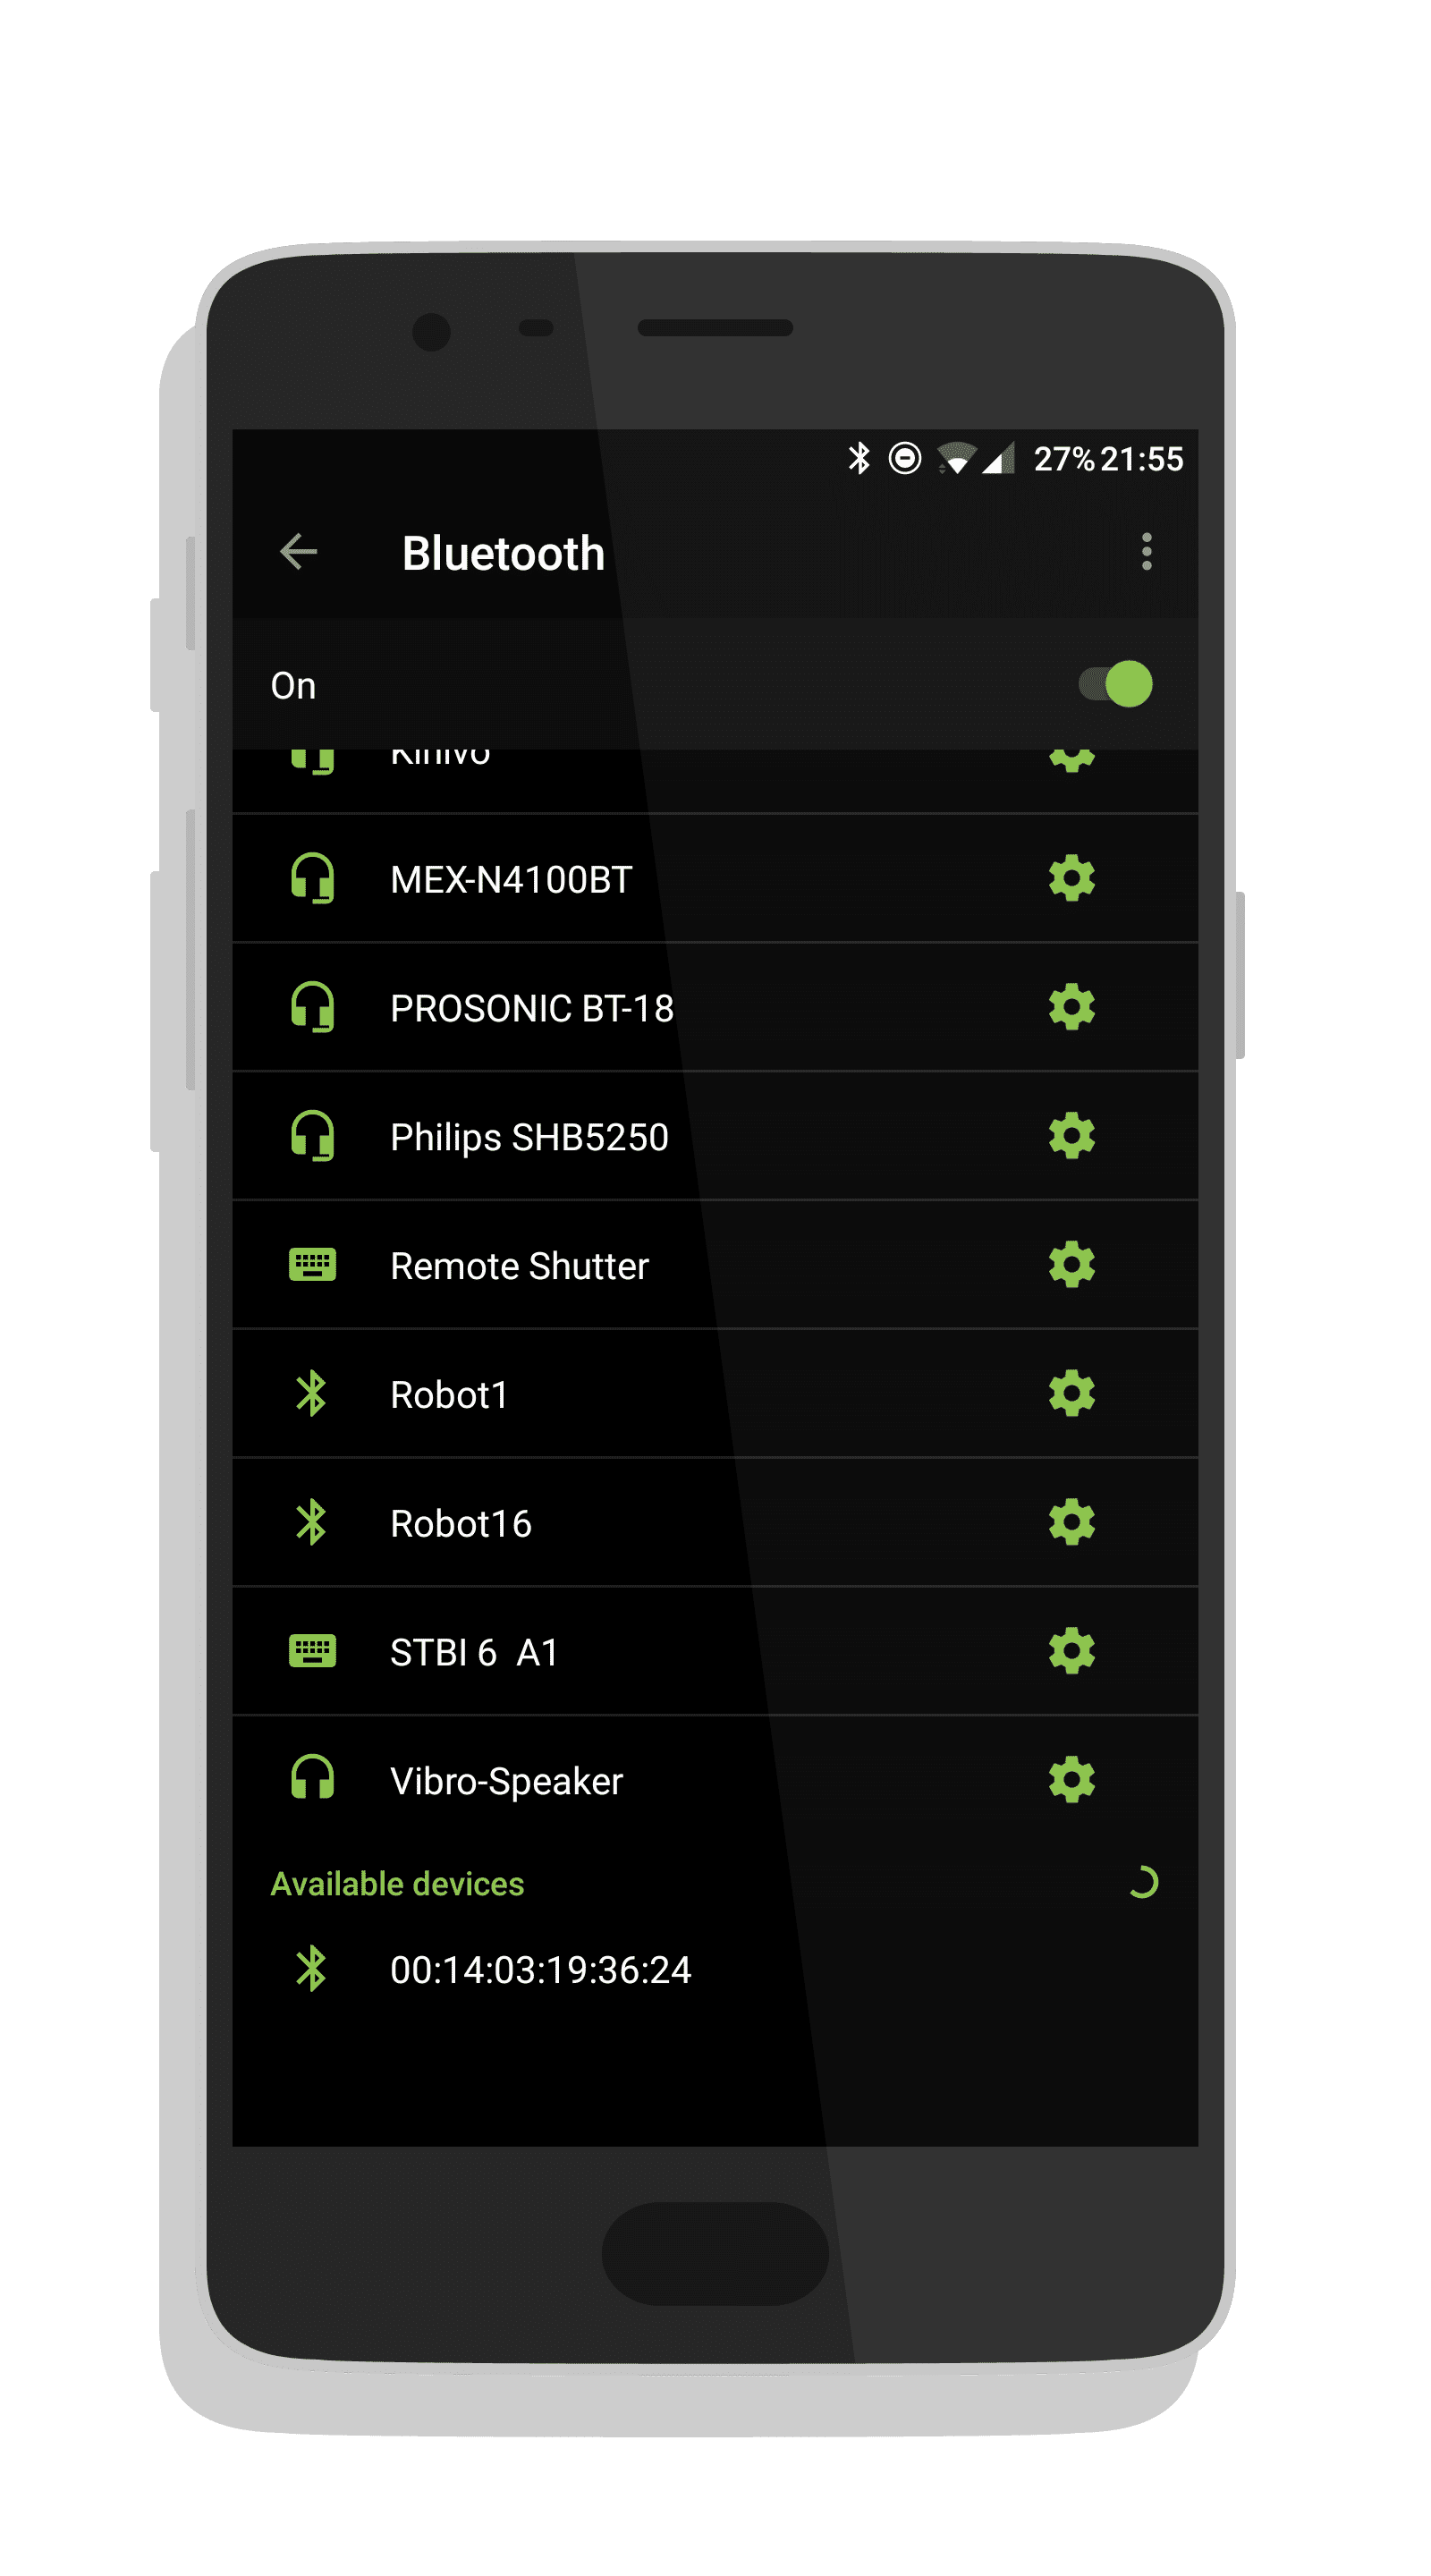 27% 21:55
Bluetooth
On
Kinivo
MEX-N4100BT
PROSONIC BT-18
Philips SHB5250
Remote Shutter
Robot1
Robot16
STBI 6  A1
Vibro-Speaker
Available devices
00:14:03:19:36:24